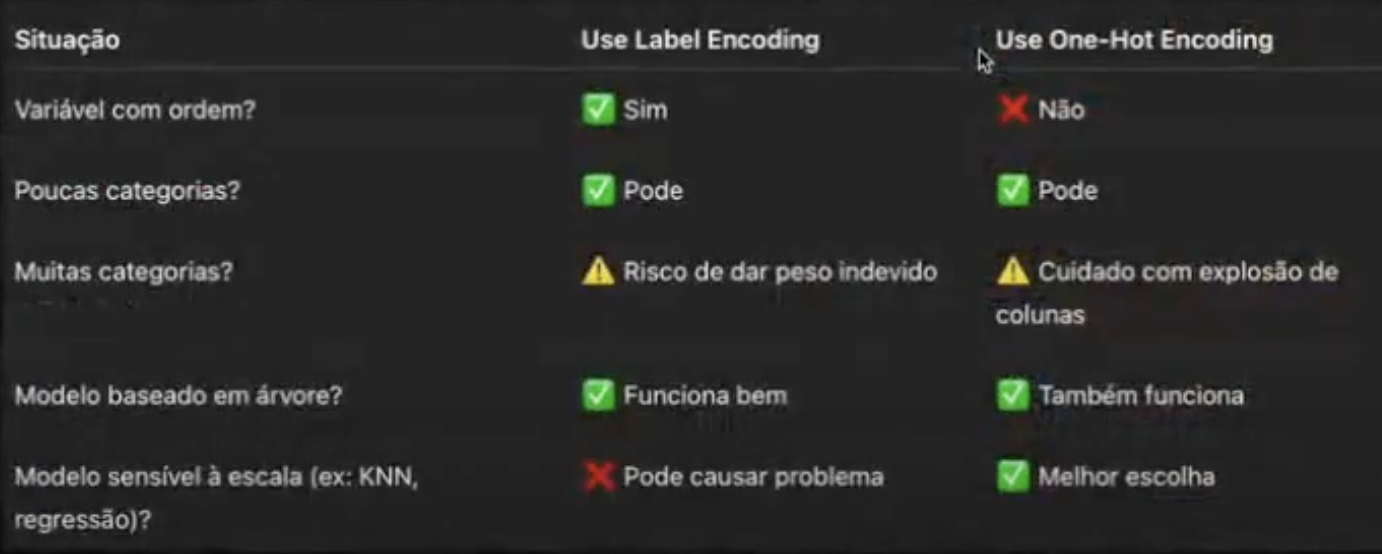 Situação Use Label Encoding Use One-Hot Encoding
Variável com ordem? ✅ Sim ❌ Não
Poucas categorias? ✅ Pode ✅ Pode
Muitas categorias? ⚠️ Risco de dar peso indevido ⚠️ Cuidado com explosão de
colunas
Modelo baseado em árvore? ✅ Funciona bem ✅ Também funciona
Modelo sensível à escala (ex: KNN, ❌ Pode causar problema ✅ Melhor escolha
regressão)?